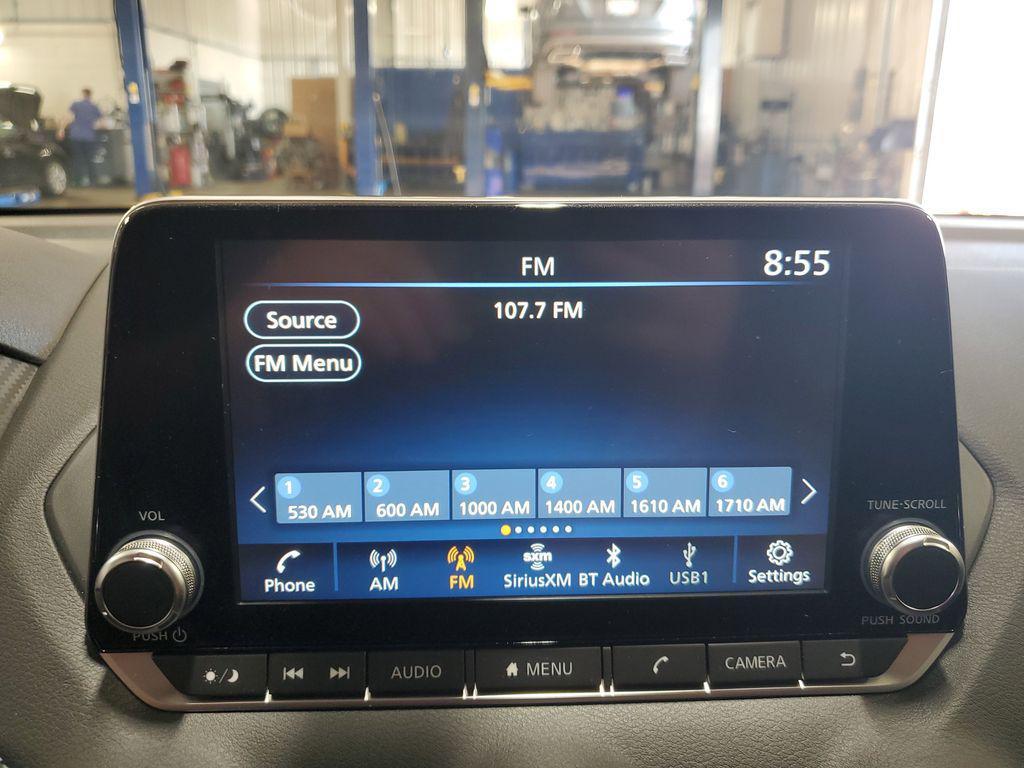 FM
8:55
107.7 FM
Source
FM Menu
1
530 AM
2
600 AM
3
1000 AM
4
1400 AM
5
1610 AM
6
1710 AM
Phone
AM
FM
sxm
SiriusXM
BT Audio
USB1
Settings
VOL
PUSH
TUNE·SCROLL
PUSH SOUND
AUDIO
MENU
CAMERA